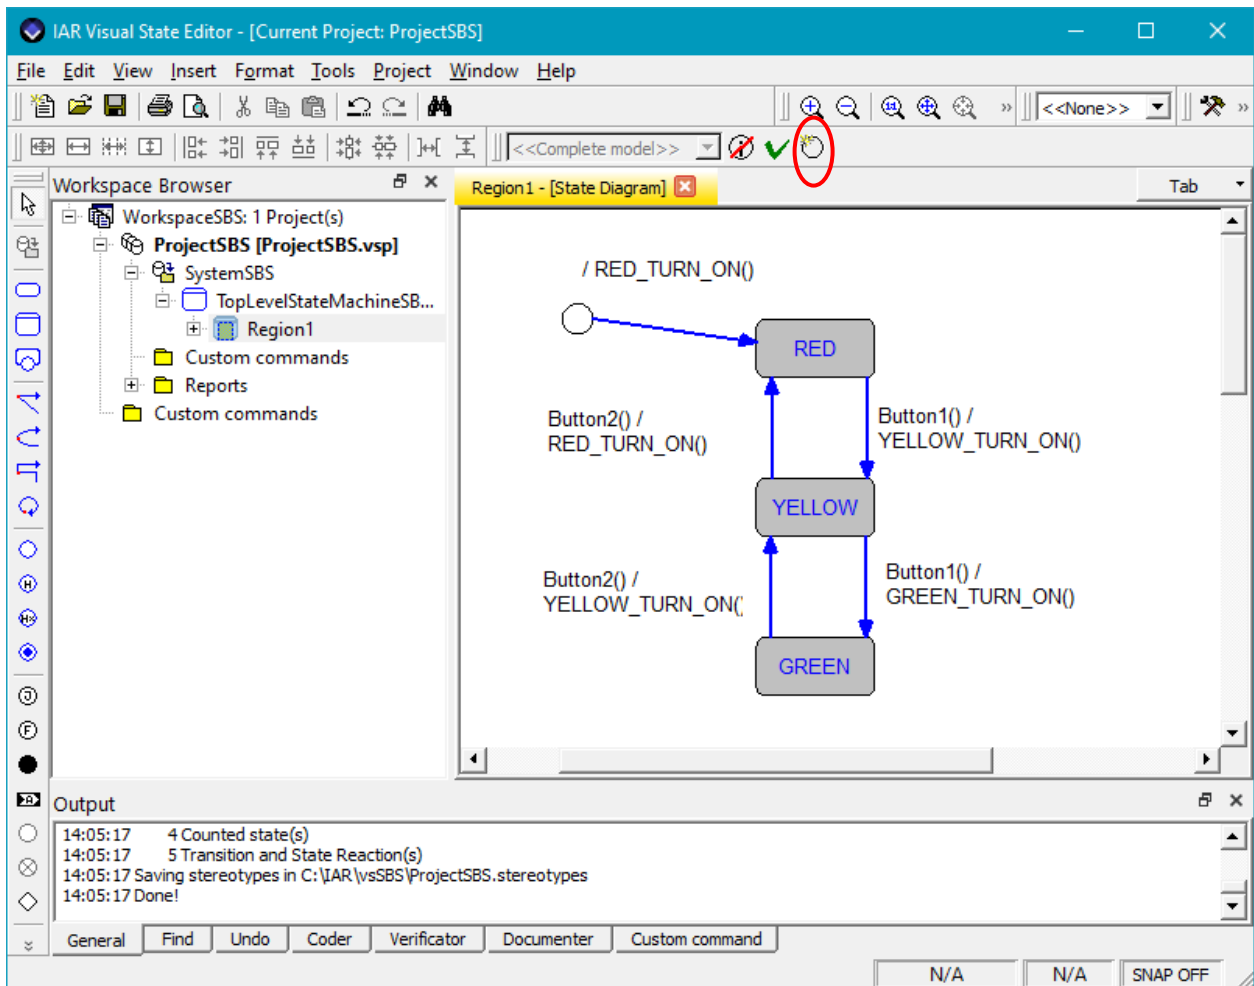 IAR Visual State Editor - [Current Project: ProjectSBS]
File Edit View Insert Format Tools Project Window Help
<<None>>
<<Complete model>>
Workspace Browser
Region1 - [State Diagram]
Tab
WorkspaceSBS: 1 Project(s)
ProjectSBS [ProjectSBS.vsp]
SystemSBS
TopLevelStateMachineSB...
Region1
Custom commands
Reports
Custom commands
/ RED_TURN_ON()
RED
Button2() /
RED_TURN_ON()
Button1() /
YELLOW_TURN_ON()
YELLOW
Button2() /
YELLOW_TURN_ON()
Button1() /
GREEN_TURN_ON()
GREEN
Output
14:05:17 4 Counted state(s)
14:05:17 5 Transition and State Reaction(s)
14:05:17 Saving stereotypes in C:\IAR\vsSBS\ProjectSBS.stereotypes
14:05:17 Done!
General Find Undo Coder Verificator Documenter Custom command
N/A N/A SNAP OFF